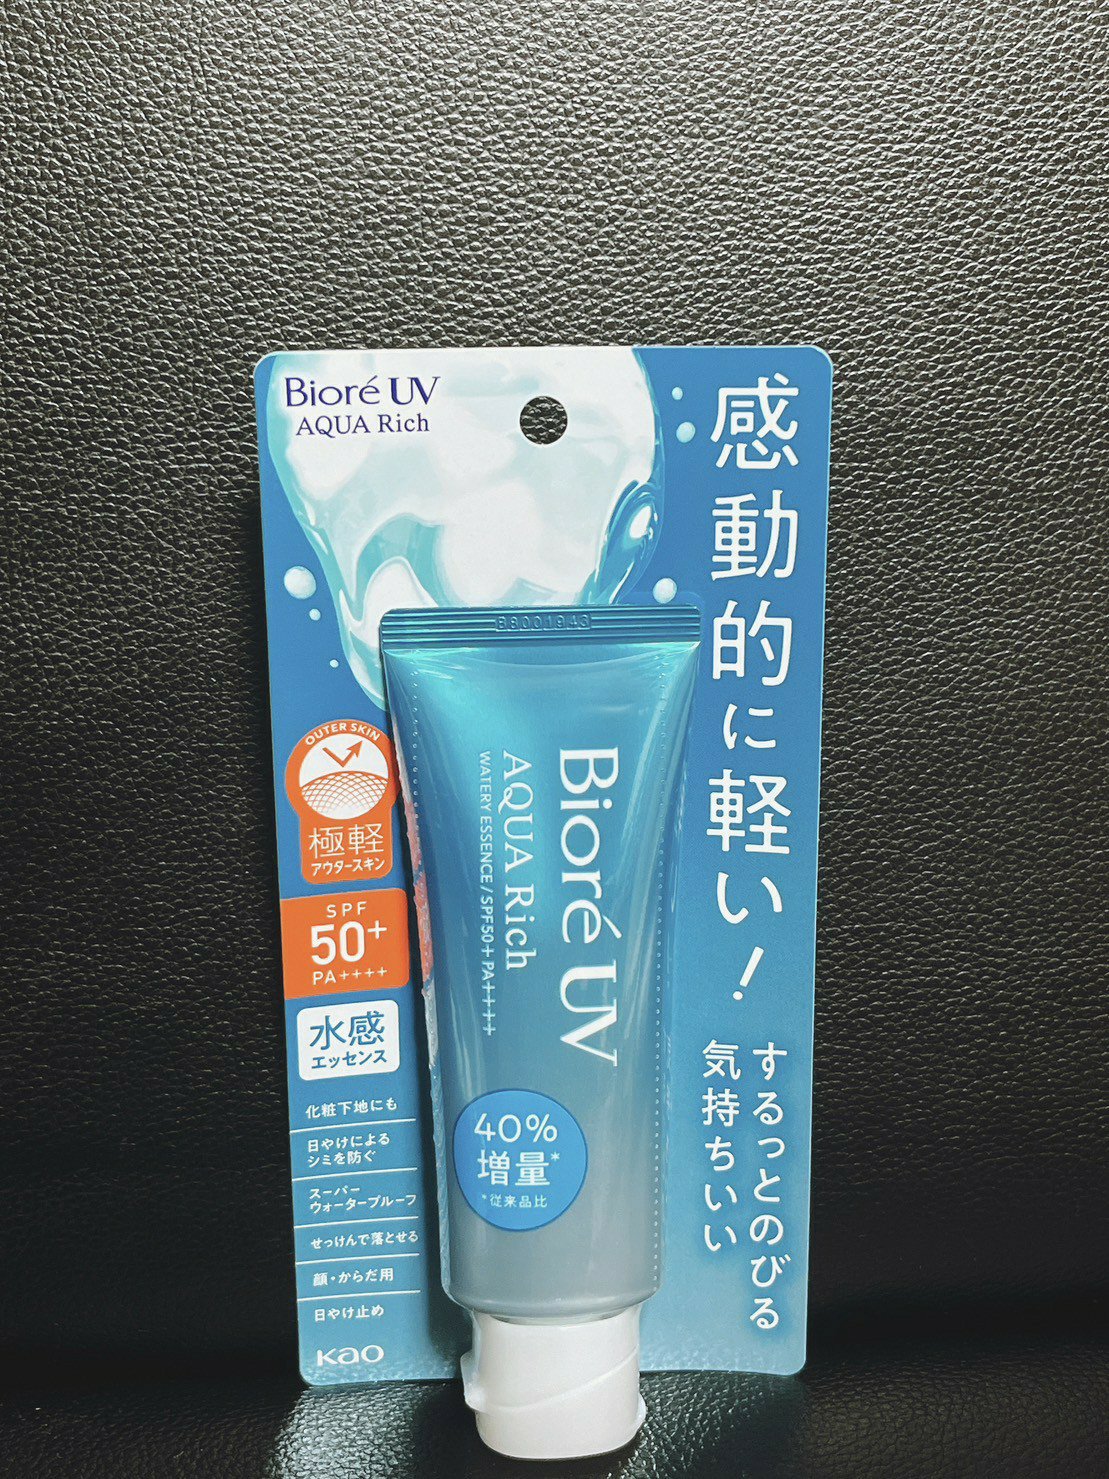 Bioré UV
AQUA Rich
感動的に軽い!
するっとのびる
気持ちいい
OUTER SKIN
極軽
アウタースキン
SPF
50+
PA++++
水感
エッセンス
化粧下地にも
日やけによる
シミを防ぐ
スーパー
ウォータープルーフ
せっけんで落とせる
顔・からだ用
日やけ止め
Kao
Bioré UV
AQUA Rich
WATERY ESSENCE / SPF50+ PA++++
40%
増量*
*従来品比